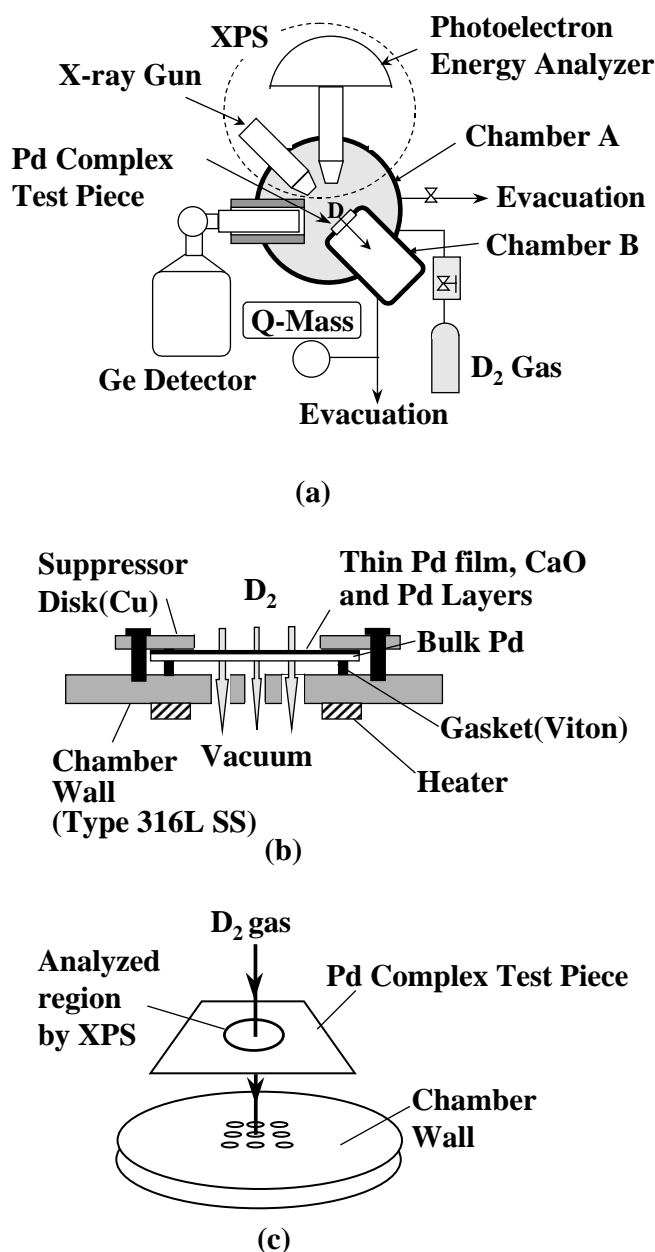 XPS
Photoelectron
Energy Analyzer
X-ray Gun
Chamber A
Pd Complex
Test Piece
Evacuation
D
Chamber B
Q-Mass
Ge Detector
D₂ Gas
Evacuation
(a)
Suppressor
Disk(Cu)
D₂
Thin Pd film, CaO
and Pd Layers
Bulk Pd
Gasket(Viton)
Vacuum
Heater
Chamber
Wall
(Type 316L SS)
(b)
D₂ gas
Analyzed
region
by XPS
Pd Complex Test Piece
Chamber
Wall
(c)